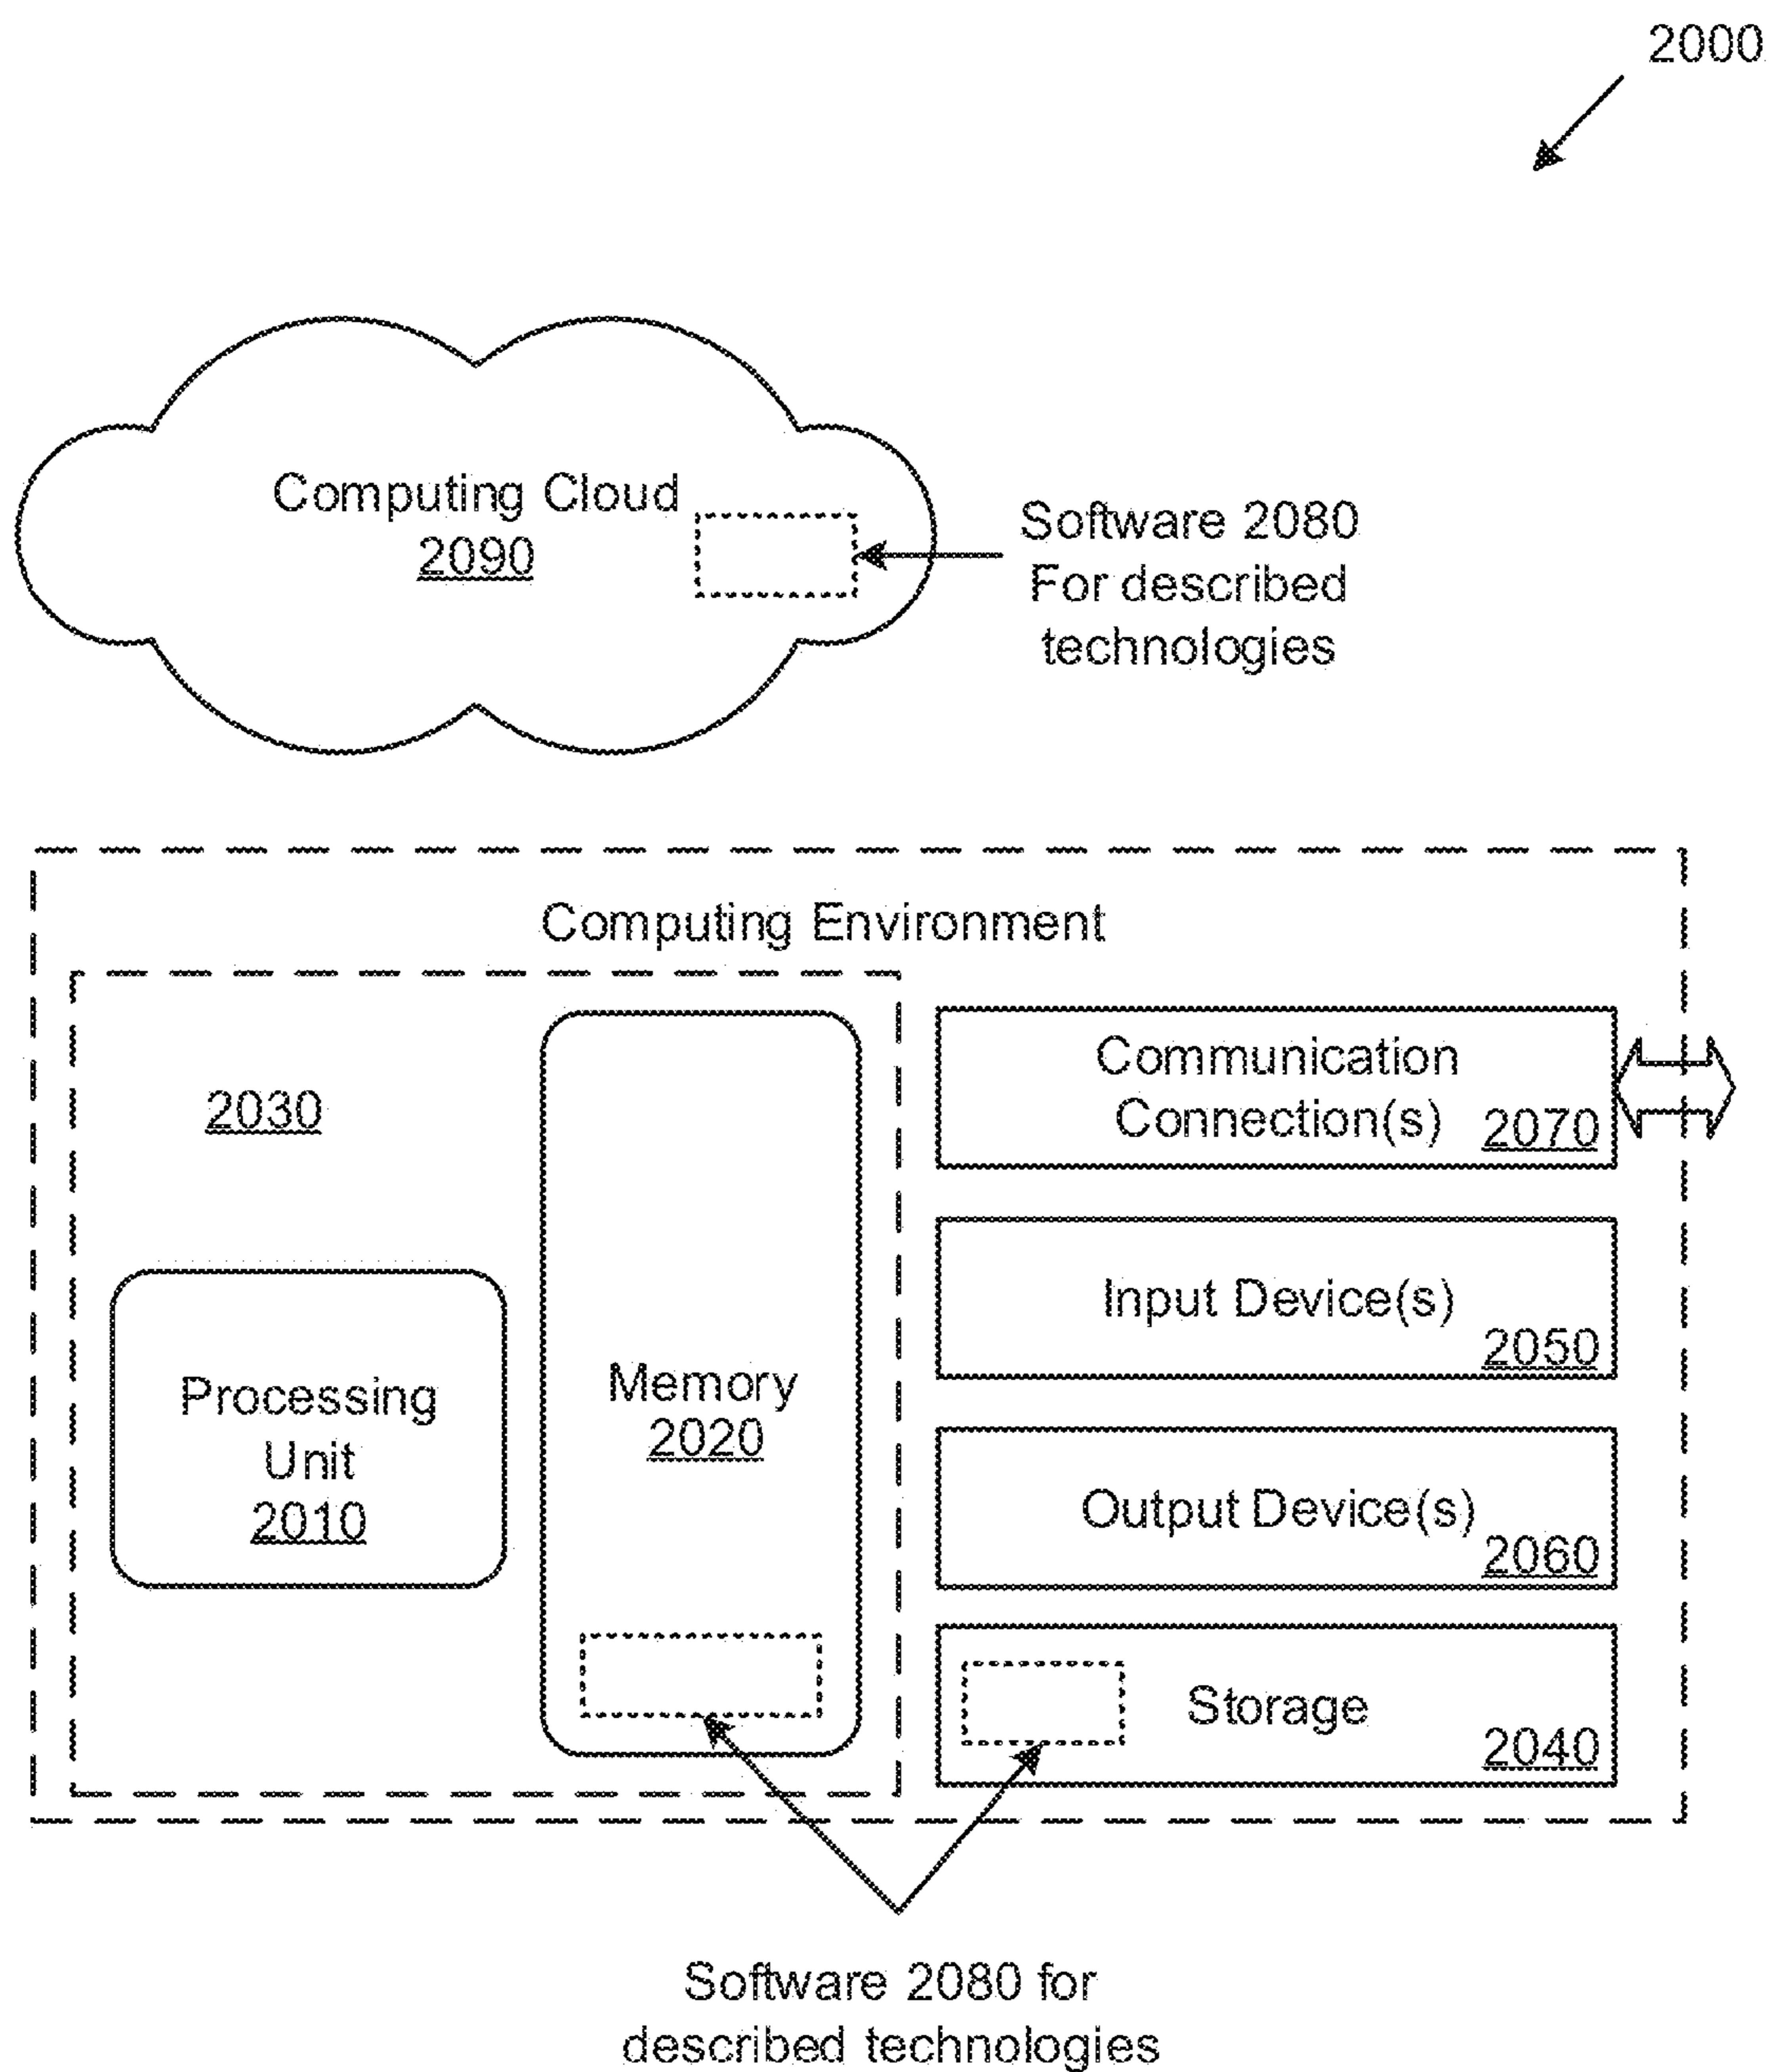 2000
Computing Cloud
2090
Software 2080
For described
technologies
Computing Environment
2030
Processing
Unit
2010
Memory
2020
Communication
Connection(s)
2070
Input Device(s)
2050
Output Device(s)
2060
Storage
2040
Software 2080 for
described technologies